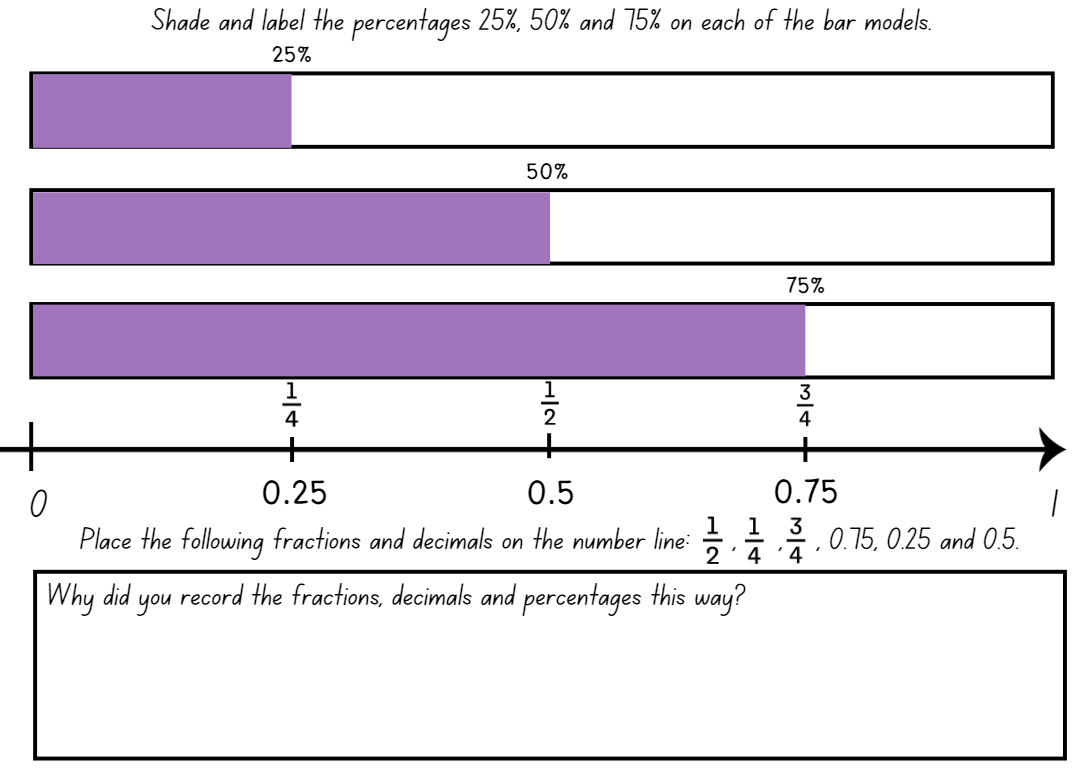 Shade and label the percentages 25%, 50% and 75% on each of the bar models.
25%
50%
75%
1/4 1/2 3/4
0 0.25 0.5 0.75 1
Place the following fractions and decimals on the number line: 1/2 , 1/4 , 3/4 , 0.75, 0.25 and 0.5.
Why did you record the fractions, decimals and percentages this way?